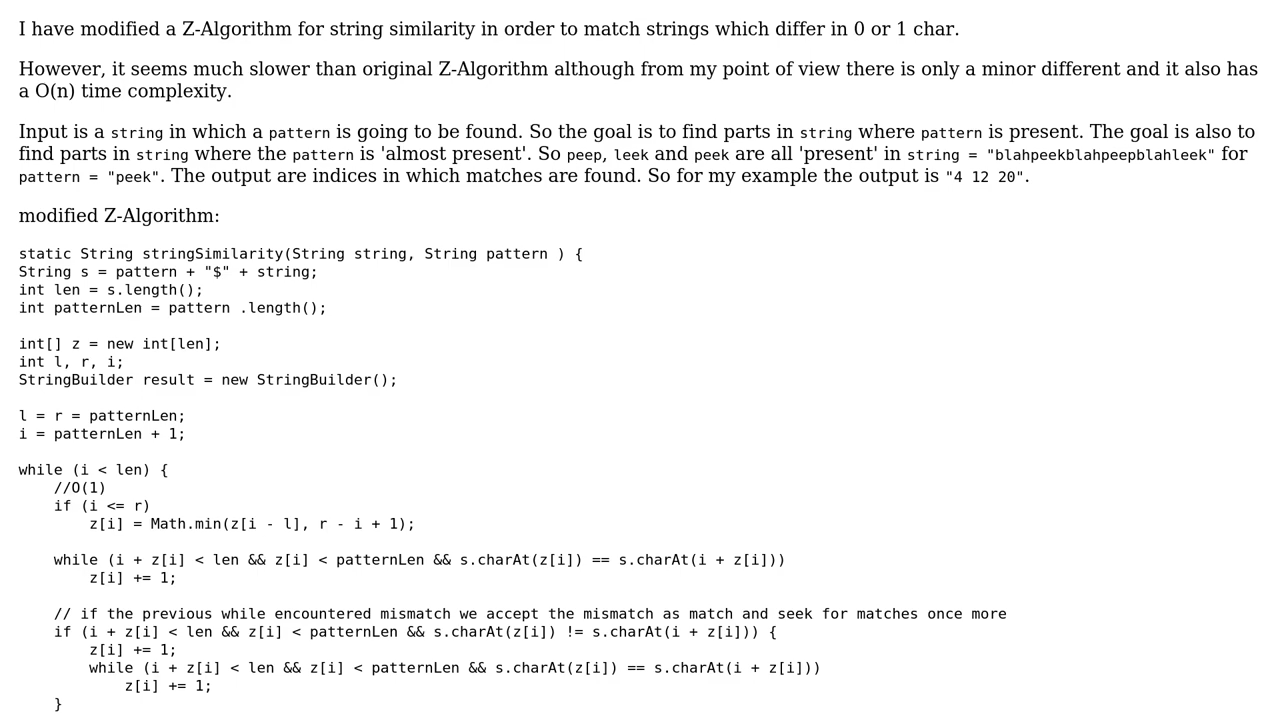 I have modified a Z-Algorithm for string similarity in order to match strings which differ in 0 or 1 char.
However, it seems much slower than original Z-Algorithm although from my point of view there is only a minor different and it also has
a O(n) time complexity.
Input is a string in which a pattern is going to be found. So the goal is to find parts in string where pattern is present. The goal is also to
find parts in string where the pattern is 'almost present'. So peep, leek and peek are all 'present' in string = "blahpeekblahpeepblahleek" for
pattern = "peek". The output are indices in which matches are found. So for my example the output is "4 12 20".
modified Z-Algorithm:
static String stringSimilarity(String string, String pattern ) {
String s = pattern + "$" + string;
int len = s.length();
int patternLen = pattern .length();
int[] z = new int[len];
int l, r, i;
StringBuilder result = new StringBuilder();
l = r = patternLen;
i = patternLen + 1;
while (i < len) {
    //O(1)
    if (i <= r)
        z[i] = Math.min(z[i - l], r - i + 1);
    while (i + z[i] < len && z[i] < patternLen && s.charAt(z[i]) == s.charAt(i + z[i]))
        z[i] += 1;
    // if the previous while encountered mismatch we accept the mismatch as match and seek for matches once more
    if (i + z[i] < len && z[i] < patternLen && s.charAt(z[i]) != s.charAt(i + z[i])) {
        z[i] += 1;
        while (i + z[i] < len && z[i] < patternLen && s.charAt(z[i]) == s.charAt(i + z[i]))
            z[i] += 1;
    }